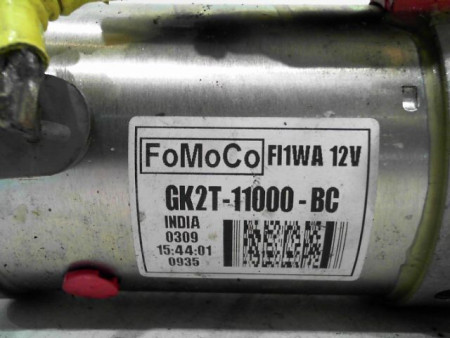 FoMoCo FI1WA 12V
GK2T-11000-BC
INDIA
0309
15:44:01
0935